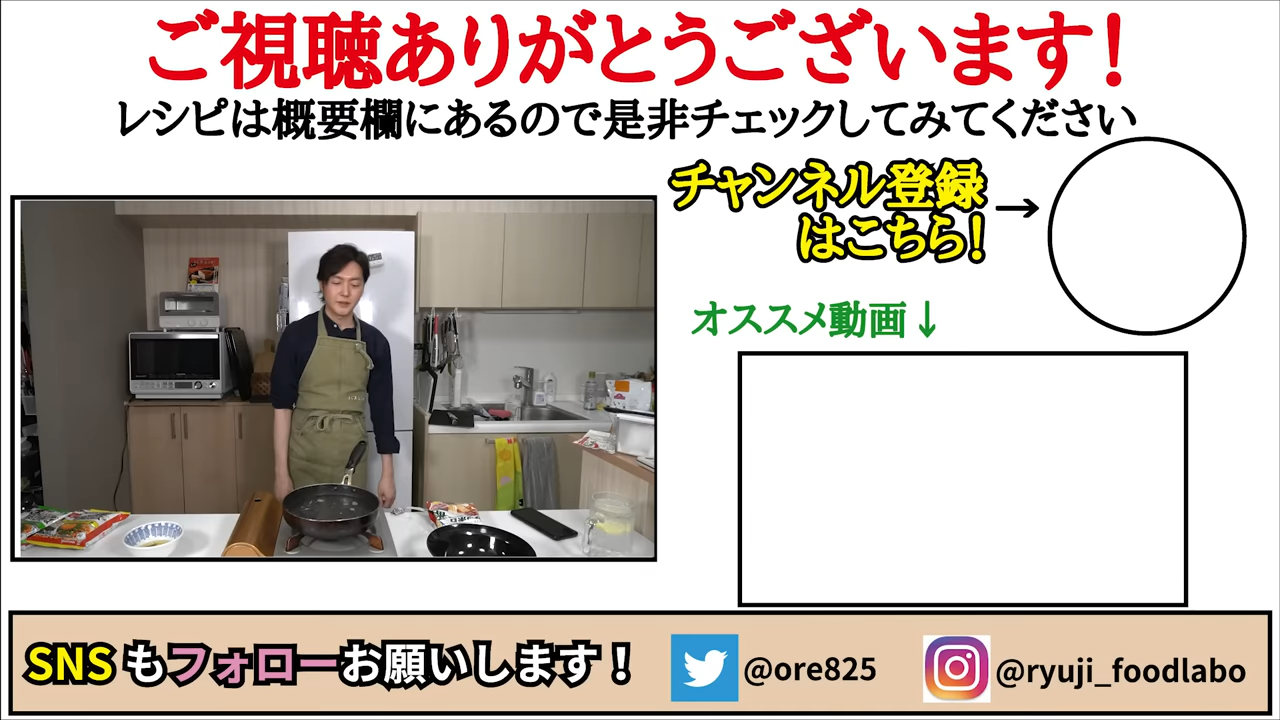 ご視聴ありがとうございます!
レシピは概要欄にあるので是非チェックしてみてください
チャンネル登録
はこちら!
→
オススメ動画↓
SNSもフォローお願いします!
@ore825
@ryuji_foodlabo